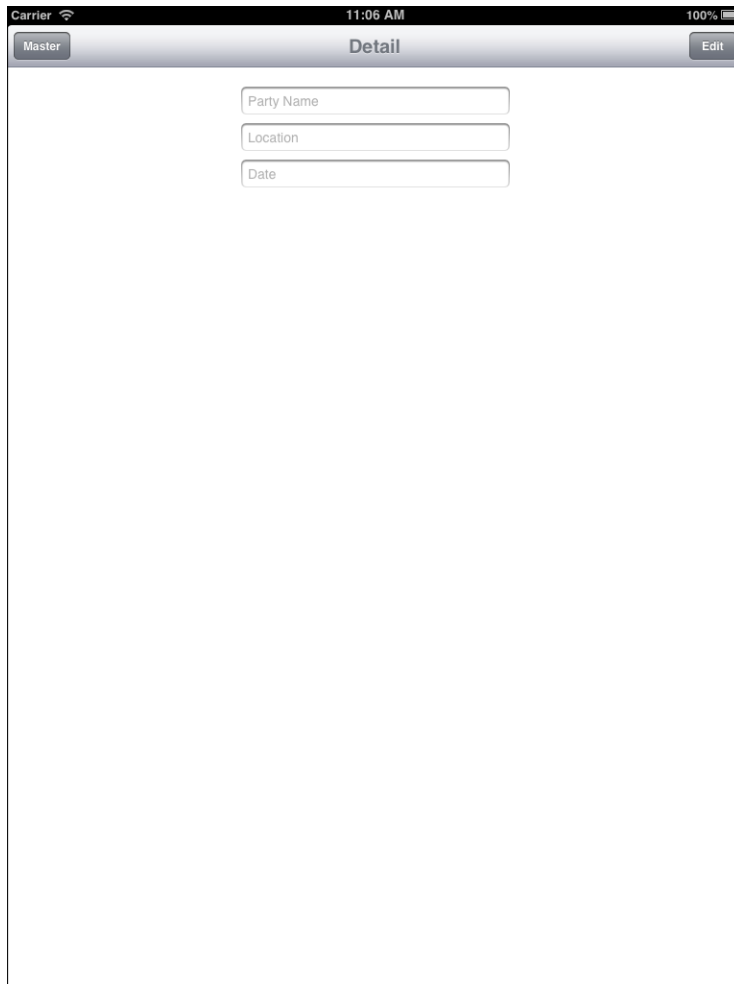 Carrier 11:06 AM 100%
Master Detail Edit
Party Name
Location
Date